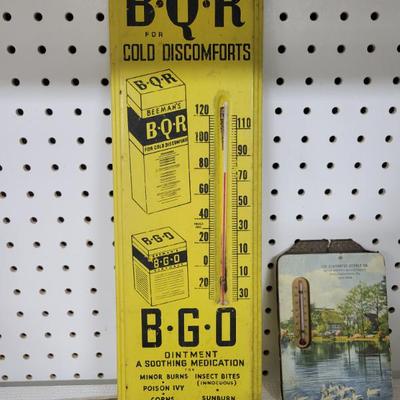 B·Q·R
FOR
COLD DISCOMFORTS
BEEMAN'S
B·Q·R
FOR COLD DISCOMFORTS
120
110
100
90
80
70
60
50
40
30
20
10
0
10
20
30
B·G·O
B·G·O
OINTMENT
A SOOTHING MEDICATION
FOR
MINOR BURNS INSECT BITES
(INNOCUOUS)
POISON IVY
CORNS SUNBURN